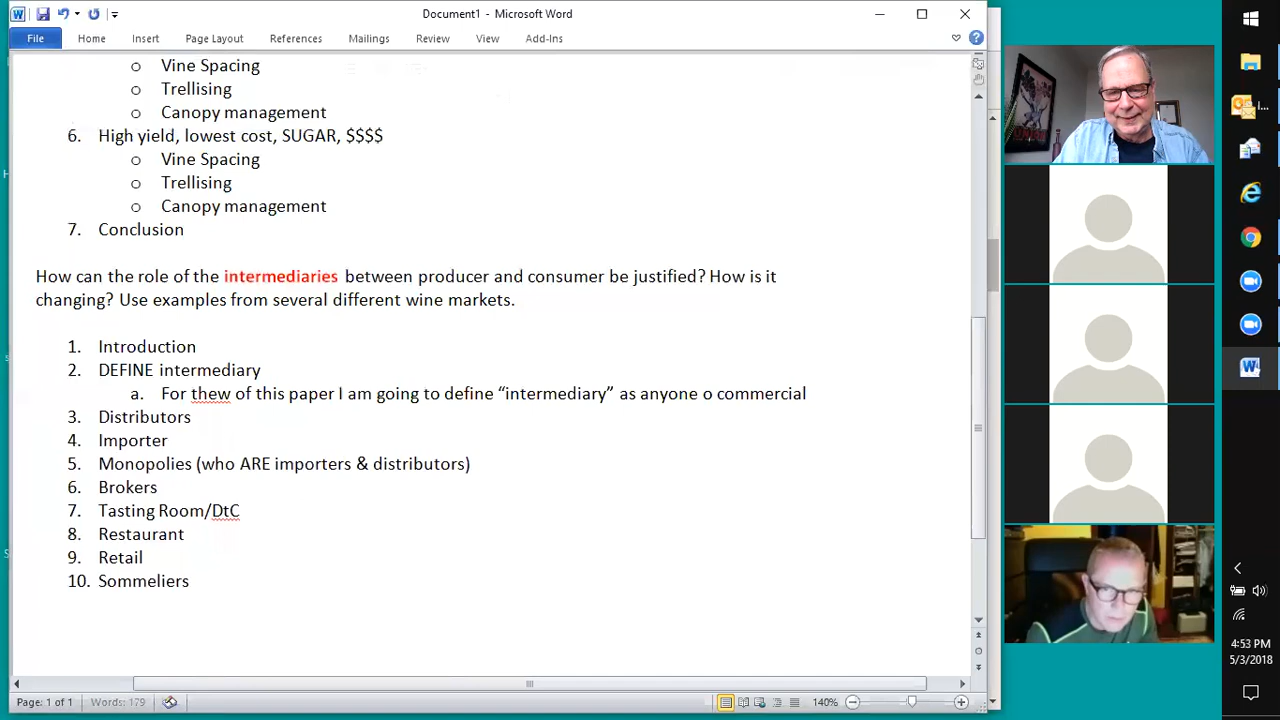 Document1 - Microsoft Word
File Home Insert Page Layout References Mailings Review View Add-Ins
o Vine Spacing
o Trellising
o Canopy management
6. High yield, lowest cost, SUGAR, $$$$
o Vine Spacing
o Trellising
o Canopy management
7. Conclusion
How can the role of the intermediaries between producer and consumer be justified? How is it
changing? Use examples from several different wine markets.
1. Introduction
2. DEFINE intermediary
a. For thew of this paper I am going to define “intermediary” as anyone o commercial
3. Distributors
4. Importer
5. Monopolies (who ARE importers & distributors)
6. Brokers
7. Tasting Room/DtC
8. Restaurant
9. Retail
10. Sommeliers
Page: 1 of 1 Words: 179 140%
4:53 PM
5/3/2018